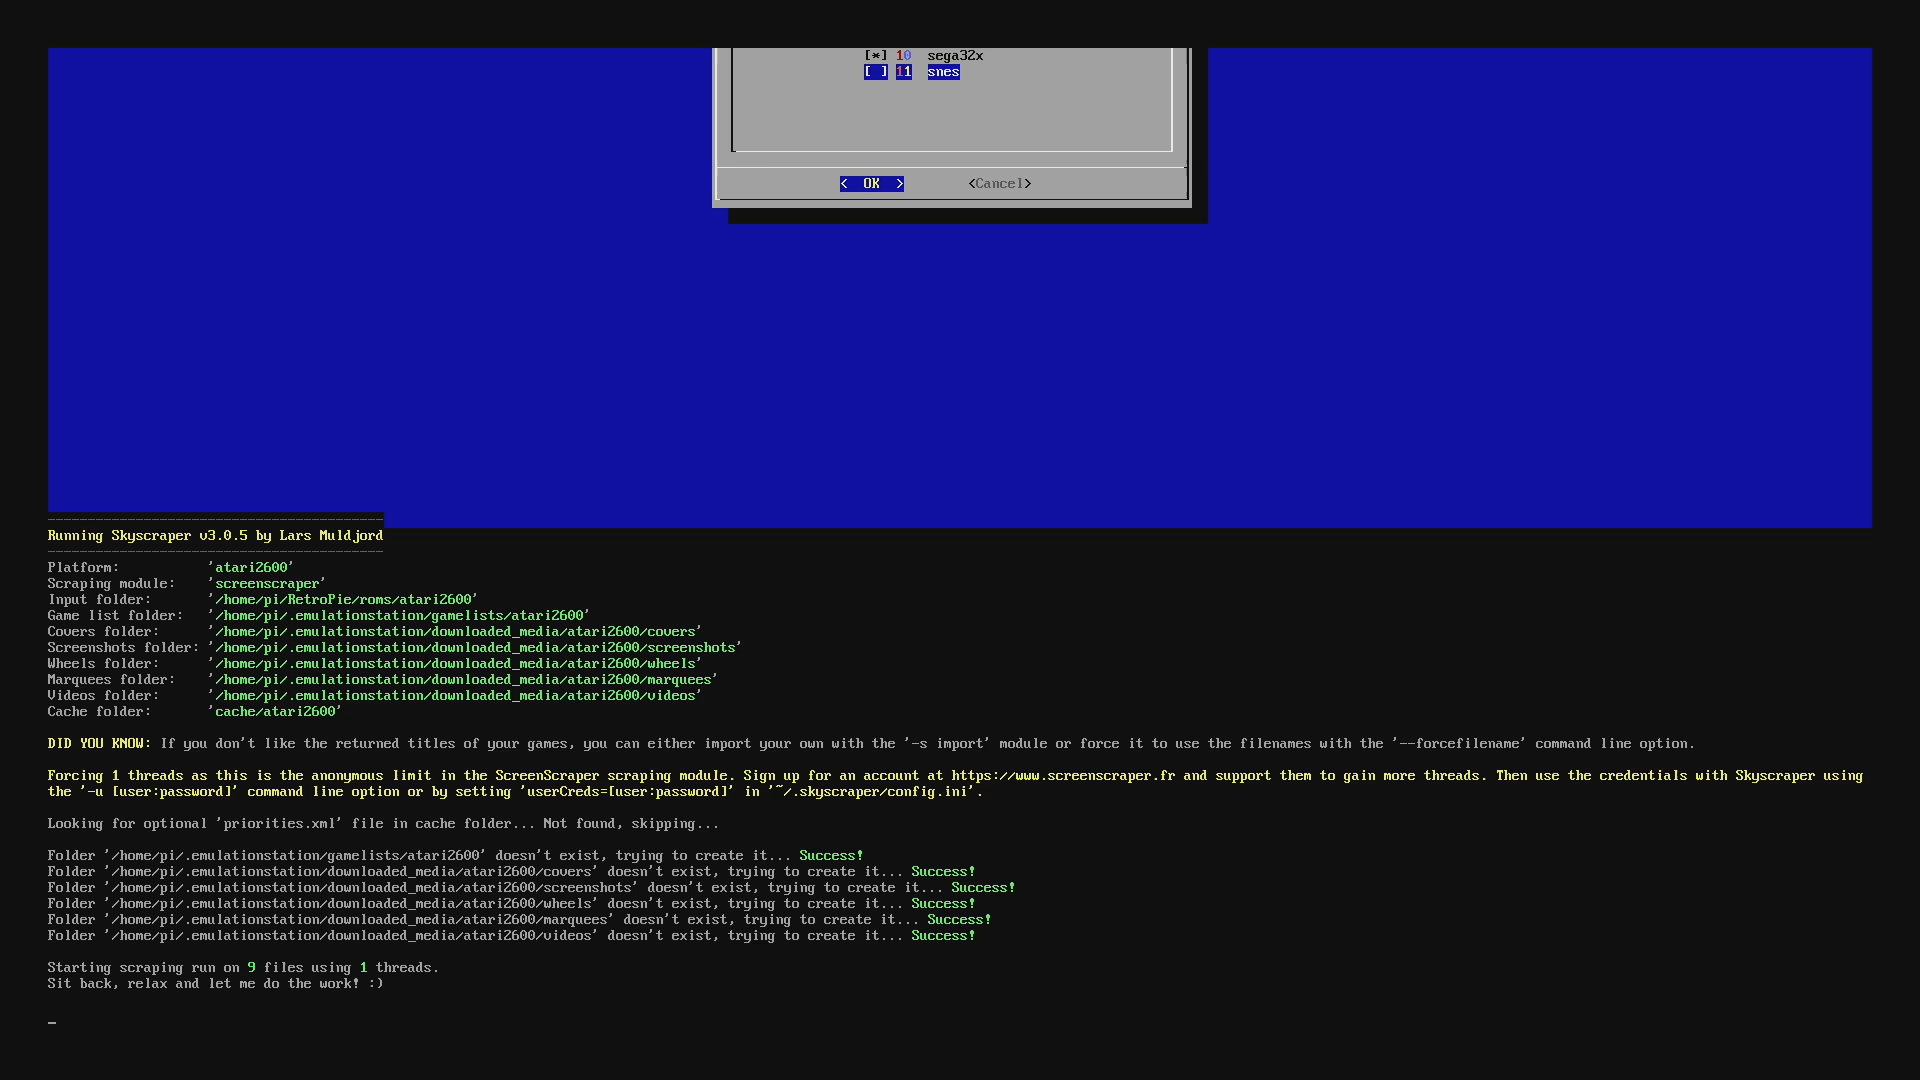 [*] 10  sega32x
[ ] 11  snes
<  OK  >        <Cancel>
------------------------------------------
Running Skyscraper v3.0.5 by Lars Muldjord
------------------------------------------
Platform:           'atari2600'
Scraping module:    'screenscraper'
Input folder:       '/home/pi/RetroPie/roms/atari2600'
Game list folder:   '/home/pi/.emulationstation/gamelists/atari2600'
Covers folder:      '/home/pi/.emulationstation/downloaded_media/atari2600/covers'
Screenshots folder: '/home/pi/.emulationstation/downloaded_media/atari2600/screenshots'
Wheels folder:      '/home/pi/.emulationstation/downloaded_media/atari2600/wheels'
Marquees folder:    '/home/pi/.emulationstation/downloaded_media/atari2600/marquees'
Videos folder:      '/home/pi/.emulationstation/downloaded_media/atari2600/videos'
Cache folder:       'cache/atari2600'
DID YOU KNOW: If you don't like the returned titles of your games, you can either import your own with the '-s import' module or force it to use the filenames with the '--forcefilename' command line option.
Forcing 1 threads as this is the anonymous limit in the ScreenScraper scraping module. Sign up for an account at https://www.screenscraper.fr and support them to gain more threads. Then use the credentials with Skyscraper using
the '-u [user:password]' command line option or by setting 'userCreds=[user:password]' in '~/.skyscraper/config.ini'.
Looking for optional 'priorities.xml' file in cache folder... Not found, skipping...
Folder '/home/pi/.emulationstation/gamelists/atari2600' doesn't exist, trying to create it... Success!
Folder '/home/pi/.emulationstation/downloaded_media/atari2600/covers' doesn't exist, trying to create it... Success!
Folder '/home/pi/.emulationstation/downloaded_media/atari2600/screenshots' doesn't exist, trying to create it... Success!
Folder '/home/pi/.emulationstation/downloaded_media/atari2600/wheels' doesn't exist, trying to create it... Success!
Folder '/home/pi/.emulationstation/downloaded_media/atari2600/marquees' doesn't exist, trying to create it... Success!
Folder '/home/pi/.emulationstation/downloaded_media/atari2600/videos' doesn't exist, trying to create it... Success!
Starting scraping run on 9 files using 1 threads.
Sit back, relax and let me do the work! :)
_